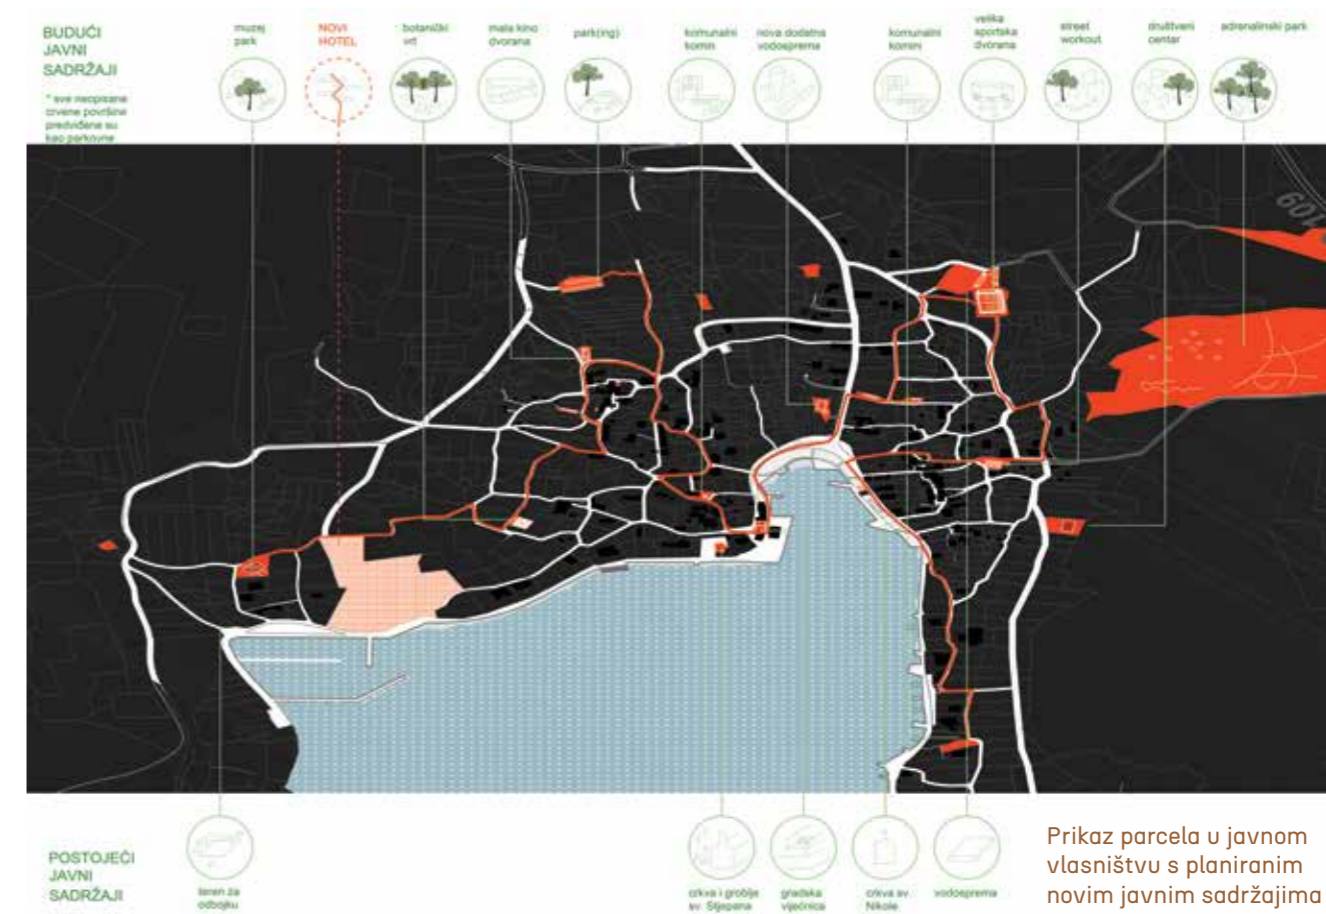 BUDUĆI
JAVNI
SADRŽAJI
* sve neopisane
crvene površine
predviđene su
kao parkovne
muzej
park
NOVI
HOTEL
botanički
vrt
mala kino
dvorana
park(ing)
komunalni
komin
nova dodatna
vodosprema
komunalni
komin
velika
sportska
dvorana
street
workout
društveni
centar
adrenalinski park
601
POSTOJEĆI
JAVNI
SADRŽAJI
teren za
odbojku
crkva i groblje
sv. Stjepana
gradska
vijećnica
crkva sv.
Nikole
vodosprema
Prikaz parcela u javnom
vlasništvu s planiranim
novim javnim sadržajima